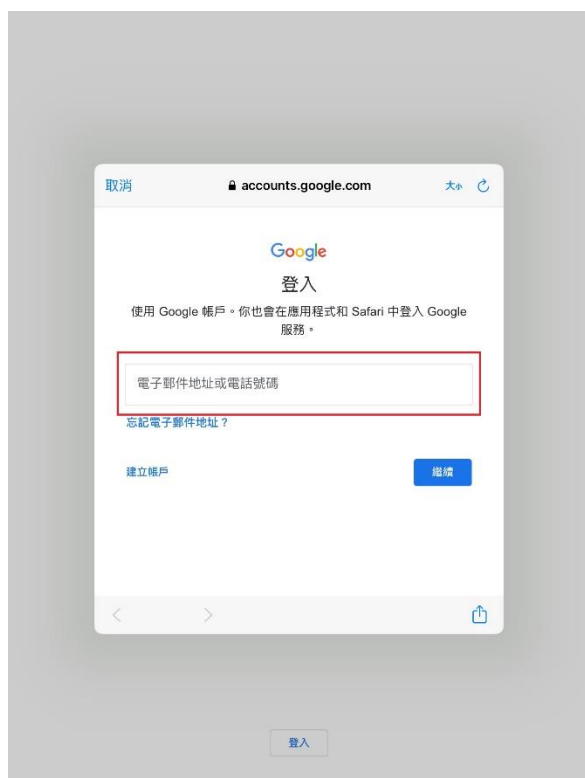 取消
accounts.google.com
大小
Google
登入
使用 Google 帳戶。你也會在應用程式和 Safari 中登入 Google
服務。
電子郵件地址或電話號碼
忘記電子郵件地址？
建立帳戶
繼續
登入